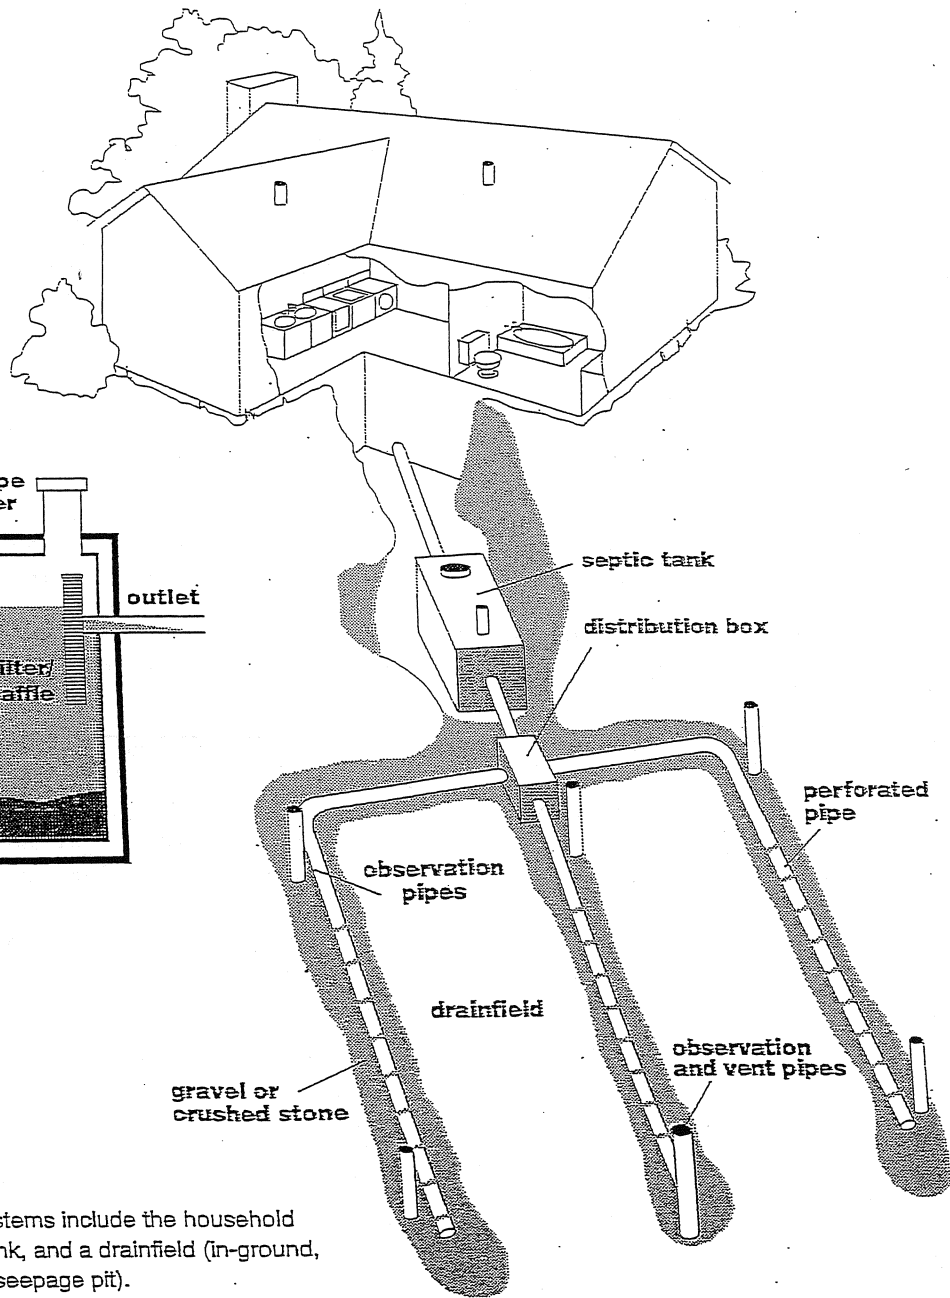 septic tank
outlet
distribution box
perforated
pipe
observation
pipes
drainfield
observation
and vent pipes
gravel or
crushed stone
stems include the household
nk, and a drainfield (in-ground,
seepage pit).